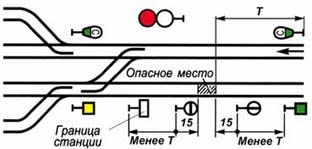 Т
Опасное место
15
15
Граница
станции
Менее Т
Менее Т